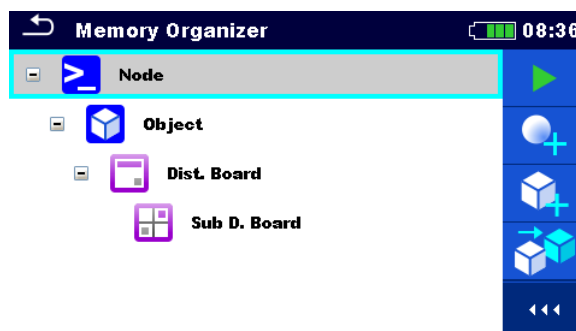 Memory Organizer 08:36
Node
Object
Dist. Board
Sub D. Board